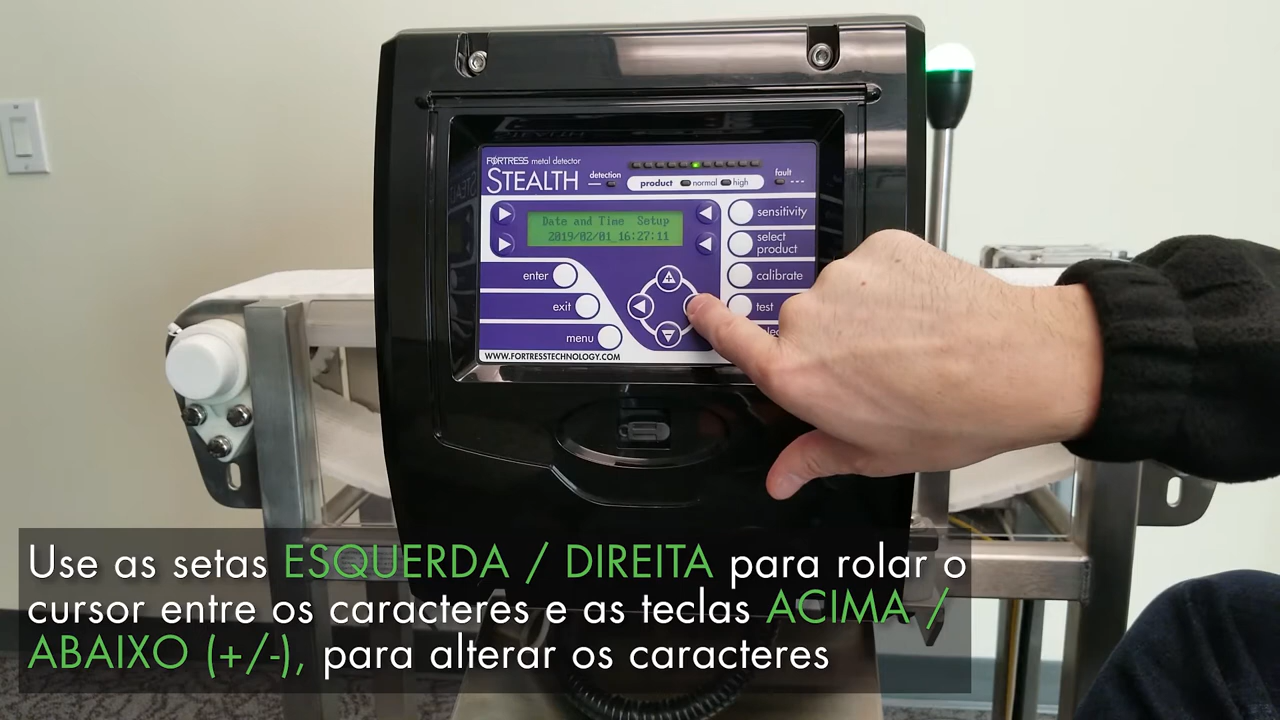 FORTRESS metal detector
STEALTH
detection
product normal high
fault
Date and Time Setup
2019/02/01 16:27:11
sensitivity
select
product
calibrate
test
enter
exit
menu
WWW.FORTRESSTECHNOLOGY.COM
Use as setas ESQUERDA / DIREITA para rolar o
cursor entre os caracteres e as teclas ACIMA /
ABAIXO (+/-), para alterar os caracteres